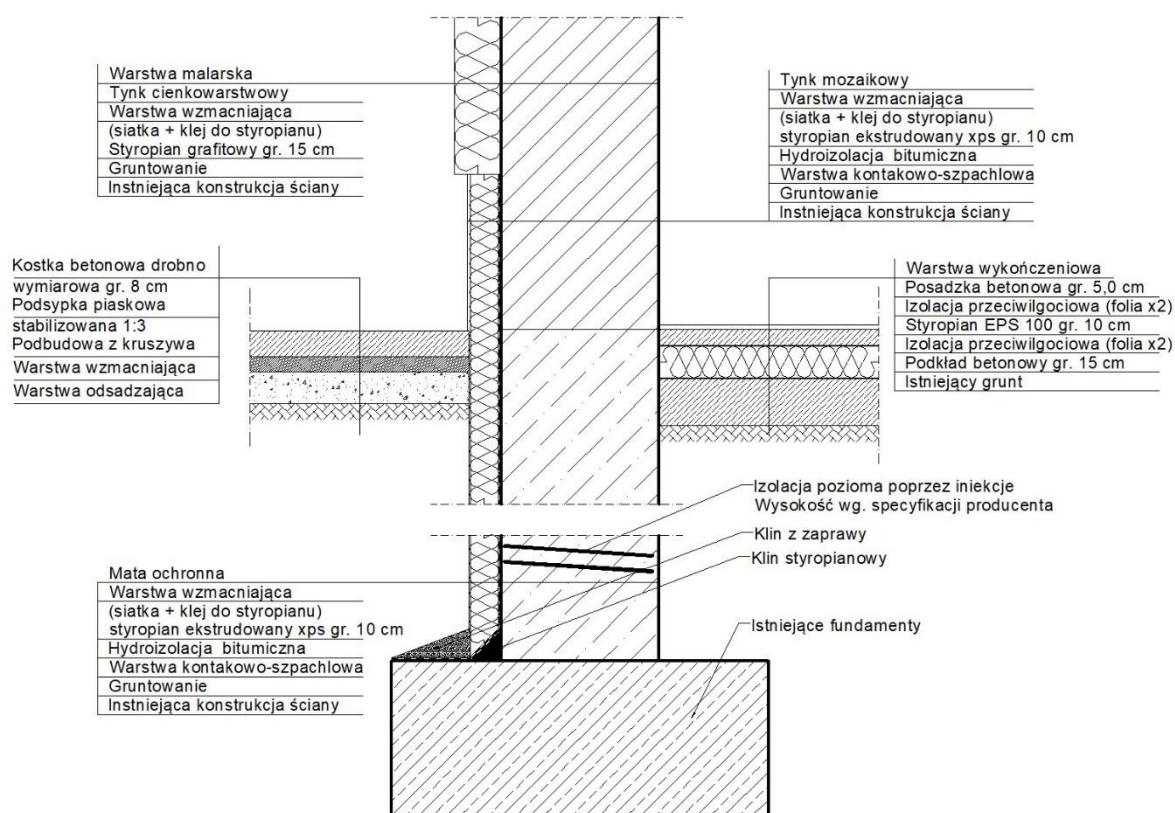 Warstwa malarska
Tynk cienkowarstwowy
Warstwa wzmacniająca
(siatka + klej do styropianu)
Styropian grafitowy gr. 15 cm
Gruntowanie
Instniejąca konstrukcja ściany
Tynk mozaikowy
Warstwa wzmacniająca
(siatka + klej do styropianu)
styropian ekstrudowany xps gr. 10 cm
Hydroizolacja bitumiczna
Warstwa kontakowo-szpachlowa
Gruntowanie
Instniejąca konstrukcja ściany
Kostka betonowa drobno
wymiarowa gr. 8 cm
Podsypka piaskowa
stabilizowana 1:3
Podbudowa z kruszywa
Warstwa wzmacniająca
Warstwa odsadzająca
Warstwa wykończeniowa
Posadzka betonowa gr. 5,0 cm
Izolacja przeciwilgociowa (folia x2)
Styropian EPS 100 gr. 10 cm
Izolacja przeciwilgociowa (folia x2)
Podkład betonowy gr. 15 cm
Istniejący grunt
Izolacja pozioma poprzez iniekcje
Wysokość wg. specyfikacji producenta
Klin z zaprawy
Klin styropianowy
Mata ochronna
Warstwa wzmacniająca
(siatka + klej do styropianu)
styropian ekstrudowany xps gr. 10 cm
Hydroizolacja bitumiczna
Warstwa kontakowo-szpachlowa
Gruntowanie
Instniejąca konstrukcja ściany
Istniejące fundamenty